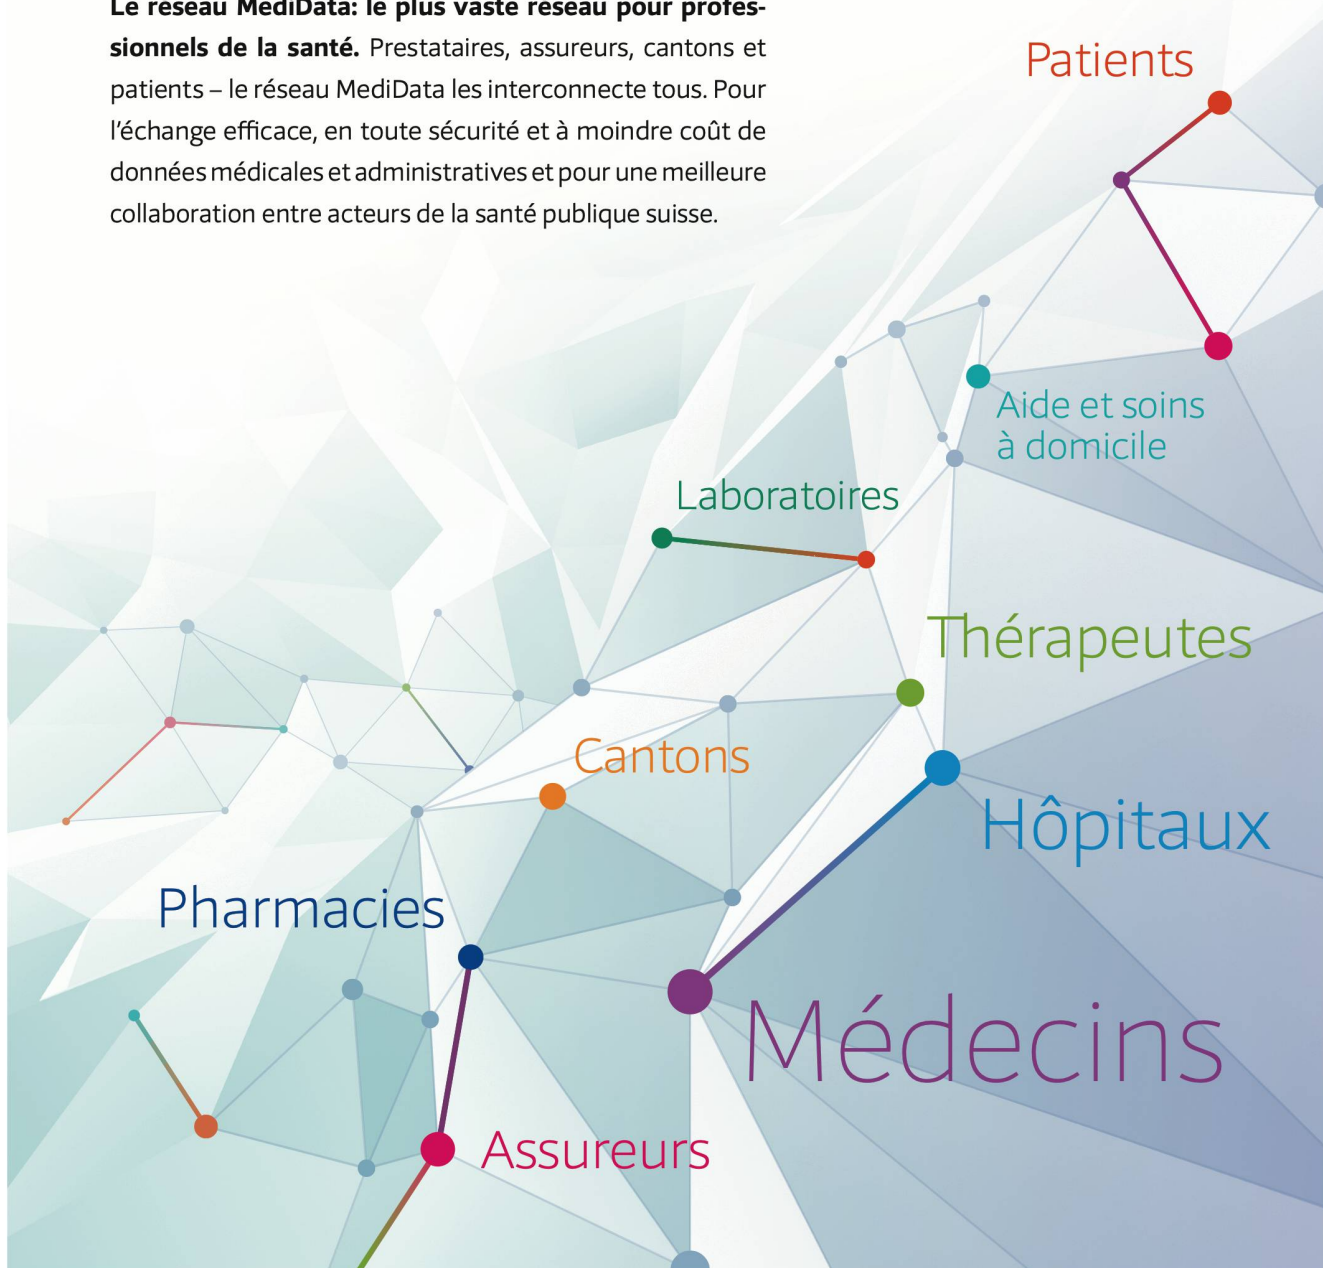 Le réseau MediData: le plus vaste réseau pour profes-
sionnels de la santé. Prestataires, assureurs, cantons et
patients – le réseau MediData les interconnecte tous. Pour
l’échange efficace, en toute sécurité et à moindre coût de
données médicales et administratives et pour une meilleure
collaboration entre acteurs de la santé publique suisse.
Patients
Aide et soins
à domicile
Laboratoires
Thérapeutes
Cantons
Hôpitaux
Pharmacies
Médecins
Assureurs